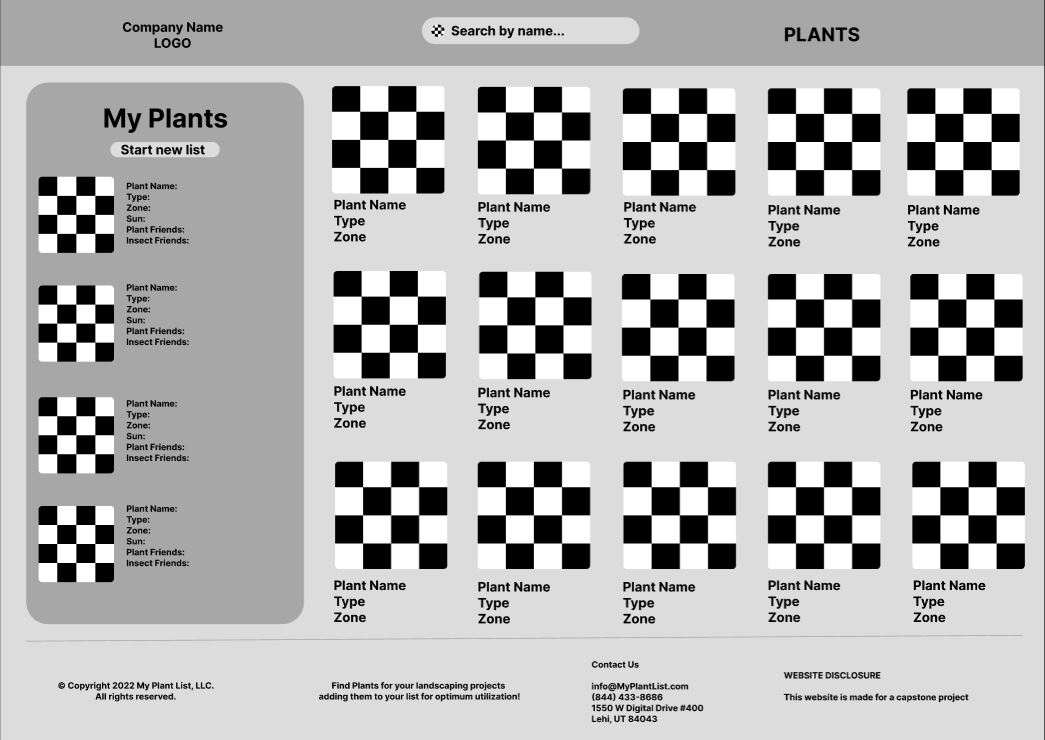 Company Name
LOGO
Search by name...
PLANTS
My Plants
Start new list
Plant Name:
Type:
Zone:
Sun:
Plant Friends:
Insect Friends:
Plant Name:
Type:
Zone:
Sun:
Plant Friends:
Insect Friends:
Plant Name:
Type:
Zone:
Sun:
Plant Friends:
Insect Friends:
Plant Name:
Type:
Zone:
Sun:
Plant Friends:
Insect Friends:
Plant Name
Type
Zone
Plant Name
Type
Zone
Plant Name
Type
Zone
Plant Name
Type
Zone
Plant Name
Type
Zone
Plant Name
Type
Zone
Plant Name
Type
Zone
Plant Name
Type
Zone
Plant Name
Type
Zone
Plant Name
Type
Zone
Plant Name
Type
Zone
Plant Name
Type
Zone
Plant Name
Type
Zone
Plant Name
Type
Zone
Plant Name
Type
Zone
© Copyright 2022 My Plant List, LLC.
All rights reserved.
Find Plants for your landscaping projects
adding them to your list for optimum utilization!
Contact Us
info@MyPlantList.com
(844) 433-8686
1550 W Digital Drive #400
Lehi, UT 84043
WEBSITE DISCLOSURE
This website is made for a capstone project